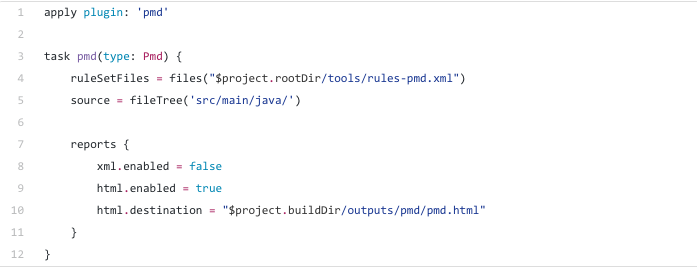 1 apply plugin: 'pmd'
2
3 task pmd(type: Pmd) {
4     ruleSetFiles = files("$project.rootDir/tools/rules-pmd.xml")
5     source = fileTree('src/main/java/')
6
7     reports {
8         xml.enabled = false
9         html.enabled = true
10         html.destination = "$project.buildDir/outputs/pmd/pmd.html"
11     }
12 }